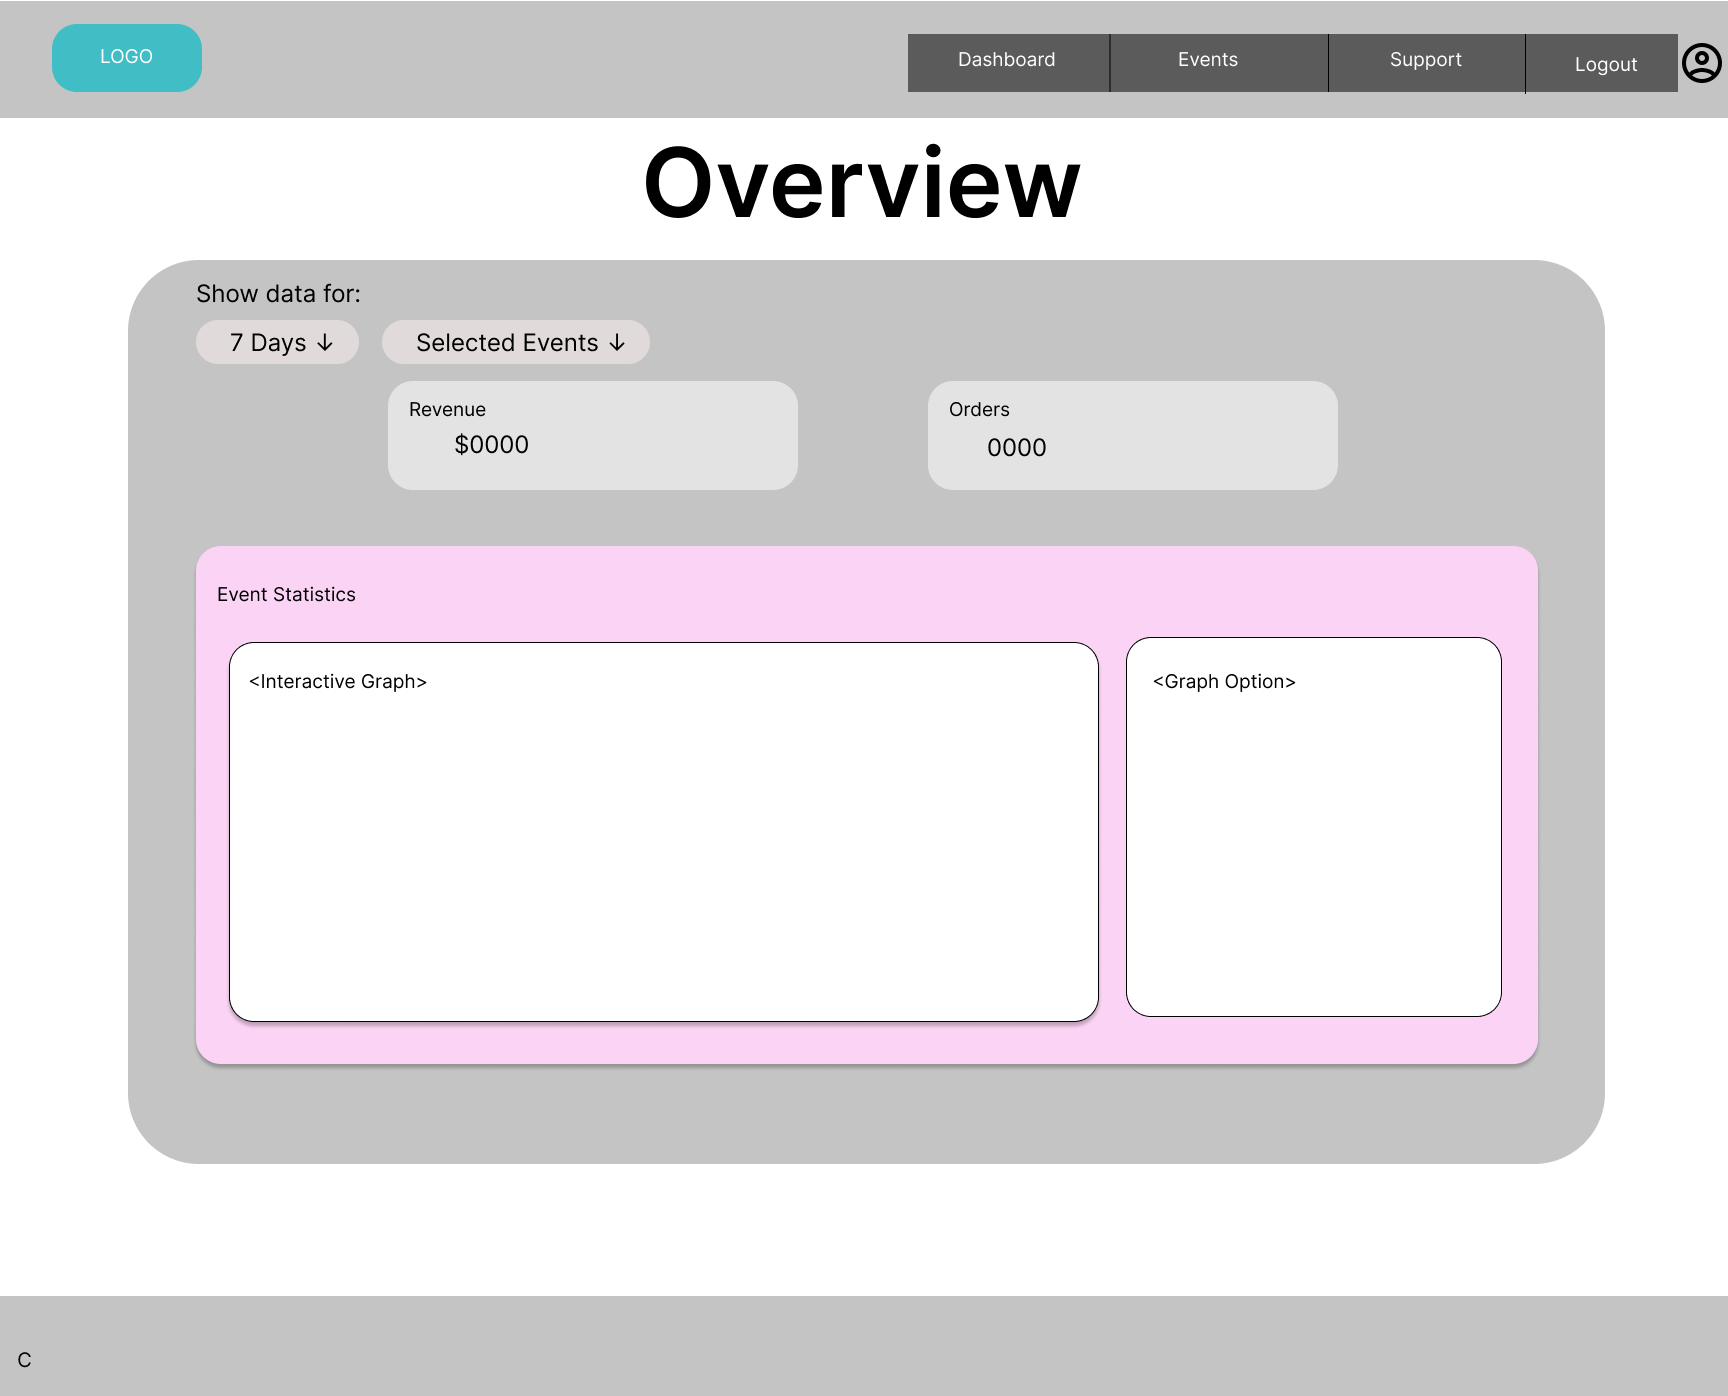 LOGO
Dashboard
Events
Support
Logout
Overview
Show data for:
7 Days ↓
Selected Events ↓
Revenue
$0000
Orders
0000
Event Statistics
<Interactive Graph>
<Graph Option>
C